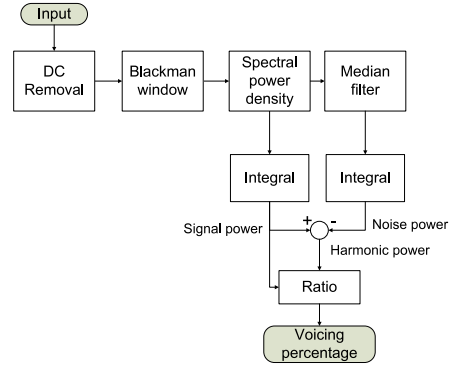 Input
DC
Removal
Blackman
window
Spectral
power
density
Median
filter
Integral
Integral
+
-
Signal power
Noise power
Harmonic power
Ratio
Voicing
percentage